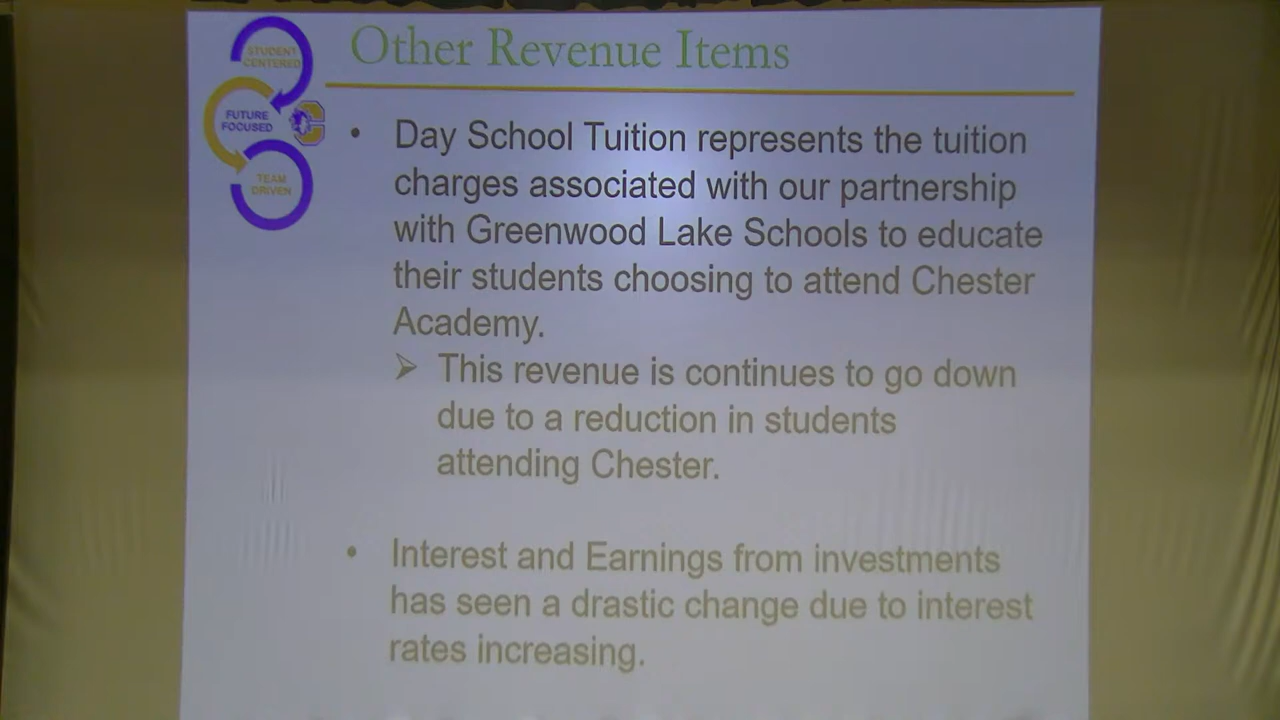 STUDENT
CENTERED
FUTURE
FOCUSED
C
TEAM
DRIVEN
Other Revenue Items
• Day School Tuition represents the tuition
charges associated with our partnership
with Greenwood Lake Schools to educate
their students choosing to attend Chester
Academy.
➢ This revenue is continues to go down
due to a reduction in students
attending Chester.
• Interest and Earnings from investments
has seen a drastic change due to interest
rates increasing.